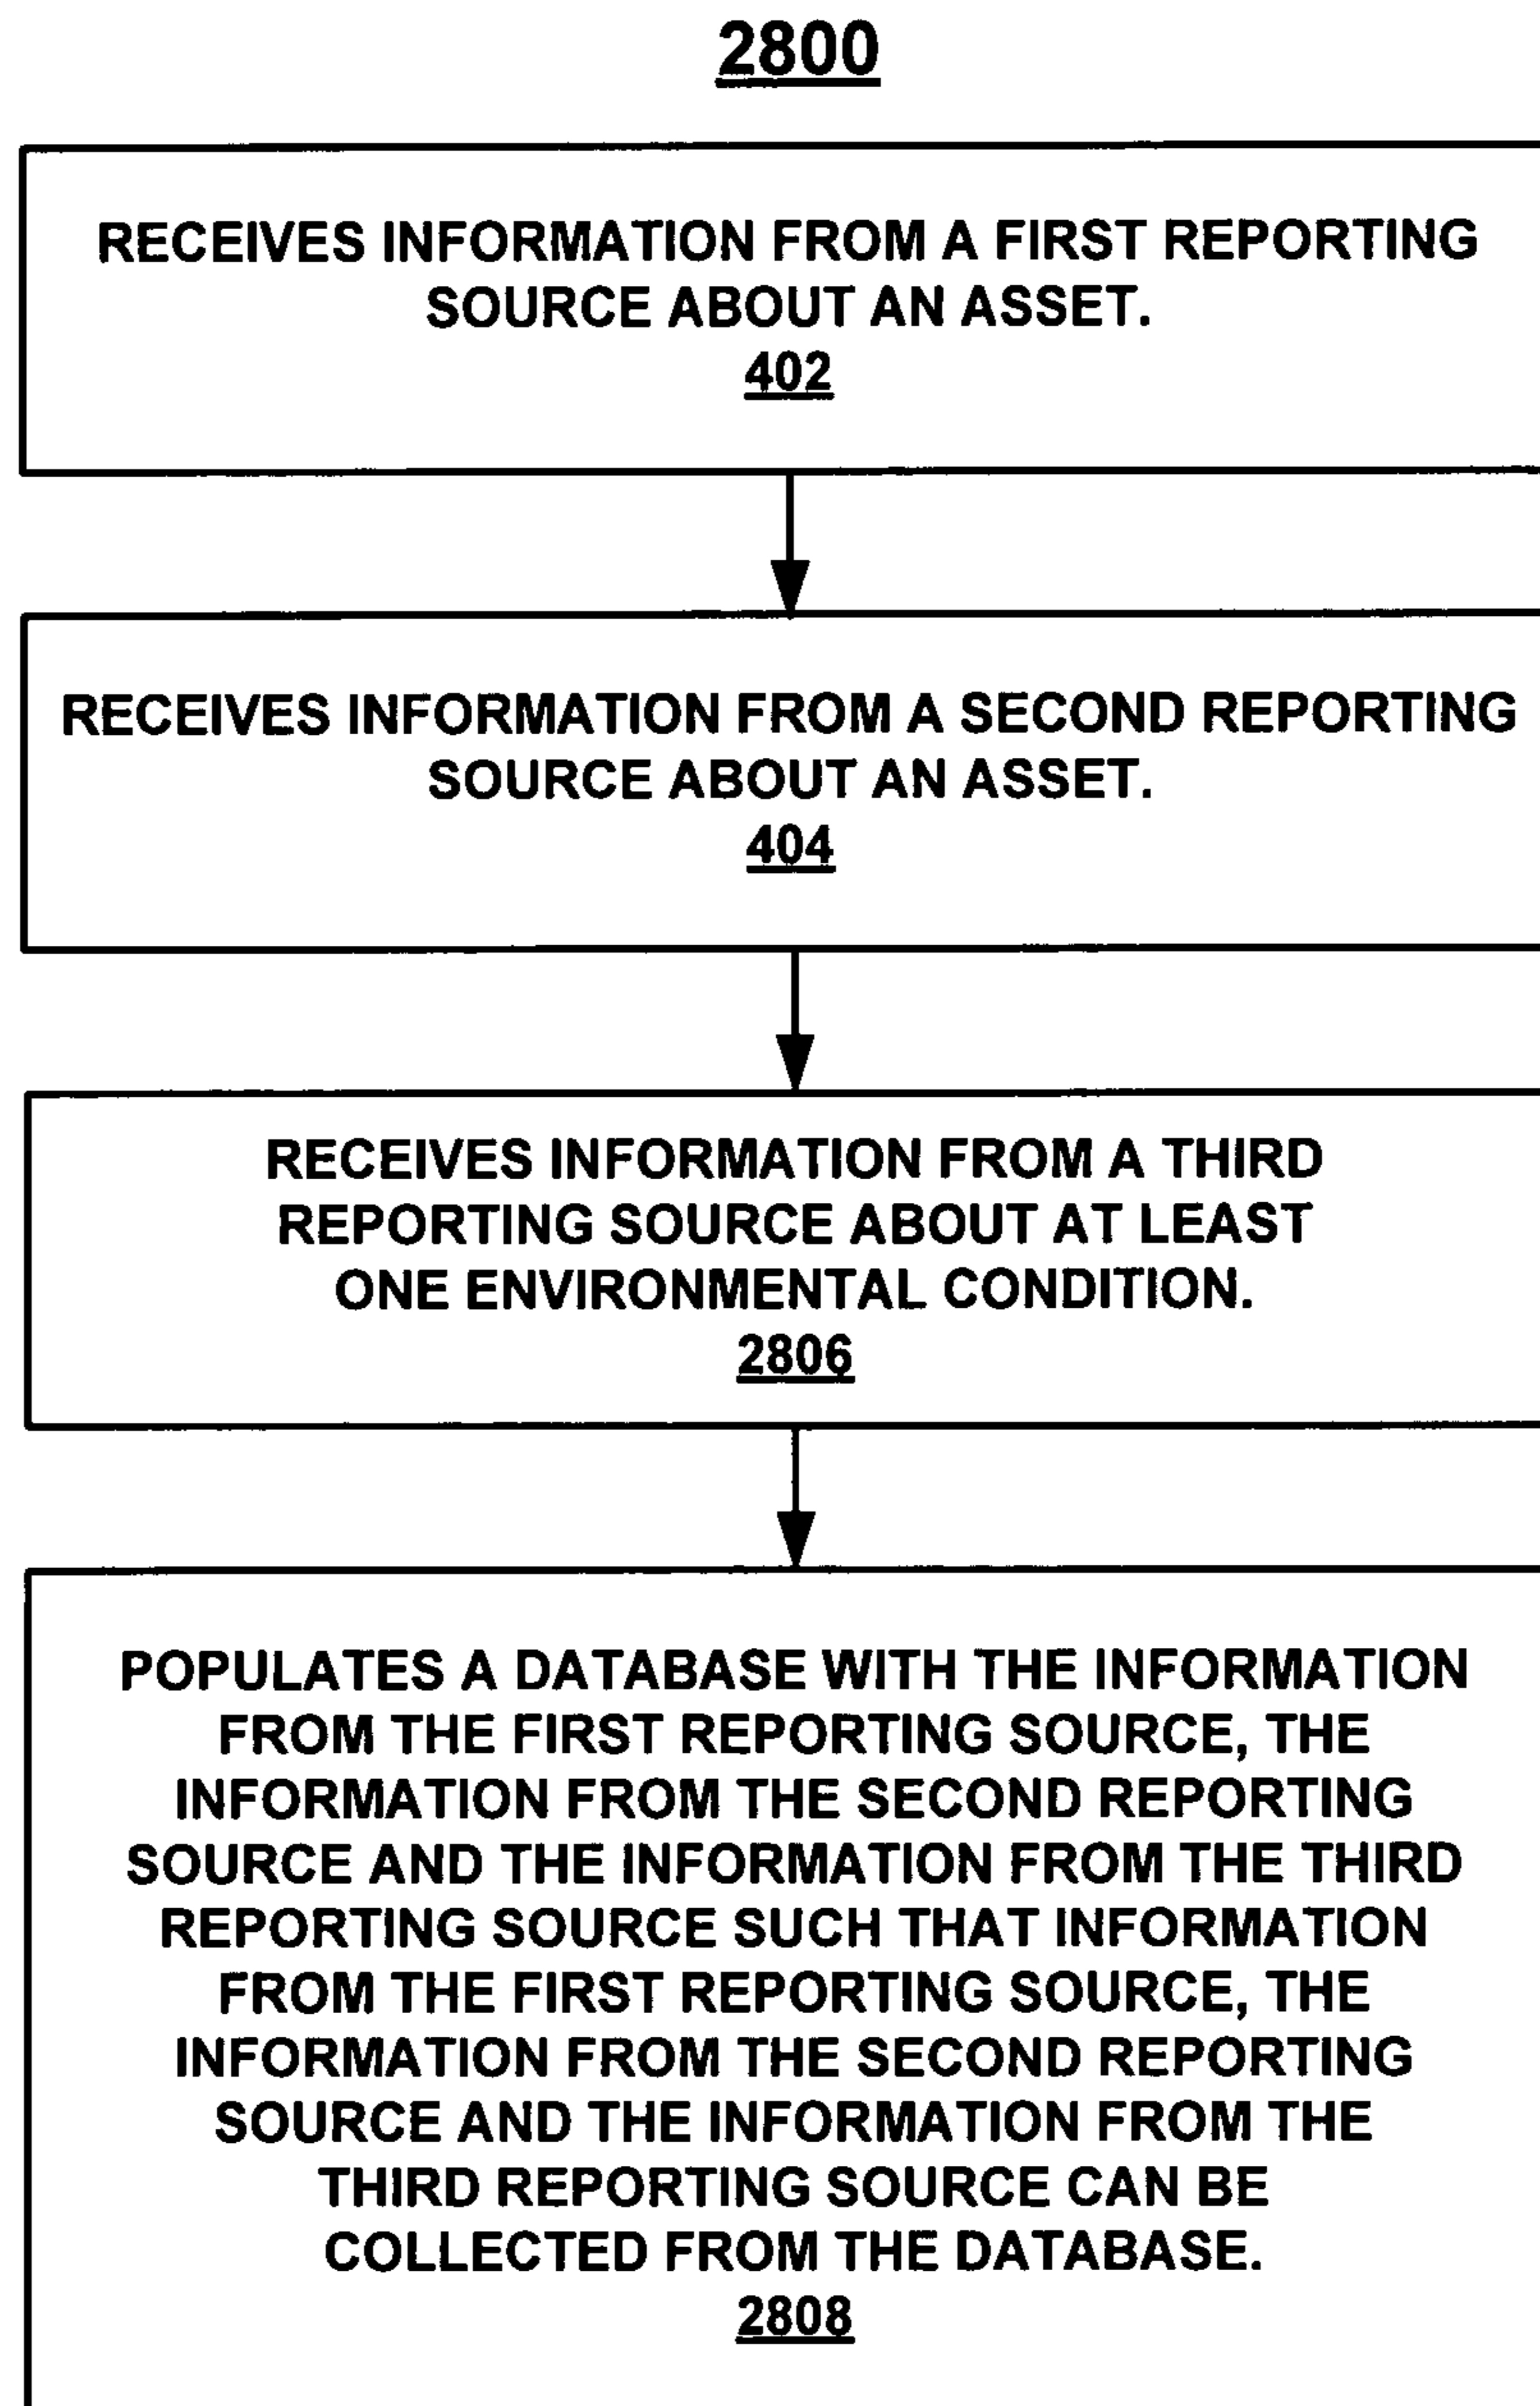 2800
RECEIVES INFORMATION FROM A FIRST REPORTING
SOURCE ABOUT AN ASSET.
402
RECEIVES INFORMATION FROM A SECOND REPORTING
SOURCE ABOUT AN ASSET.
404
RECEIVES INFORMATION FROM A THIRD
REPORTING SOURCE ABOUT AT LEAST
ONE ENVIRONMENTAL CONDITION.
2806
POPULATES A DATABASE WITH THE INFORMATION
FROM THE FIRST REPORTING SOURCE, THE
INFORMATION FROM THE SECOND REPORTING
SOURCE AND THE INFORMATION FROM THE THIRD
REPORTING SOURCE SUCH THAT INFORMATION
FROM THE FIRST REPORTING SOURCE, THE
INFORMATION FROM THE SECOND REPORTING
SOURCE AND THE INFORMATION FROM THE
THIRD REPORTING SOURCE CAN BE
COLLECTED FROM THE DATABASE.
2808